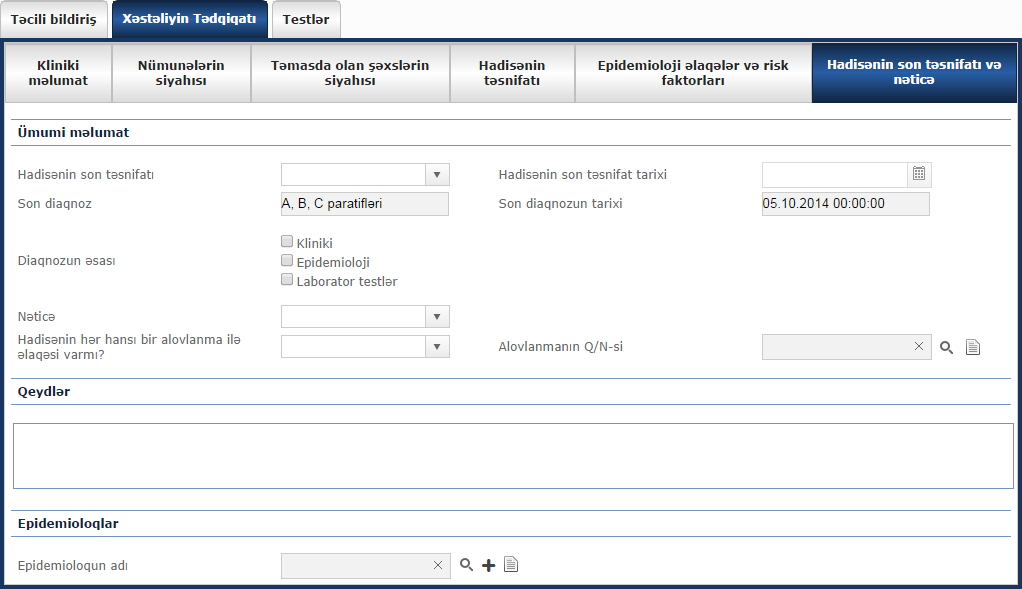 Təcili bildiriş
Xəstəliyin Tədqiqatı
Testlər
Kliniki
məlumat
Nümunələrin
siyahısı
Təmasda olan şəxslərin
siyahısı
Hadisənin
təsnifatı
Epidemioloji əlaqələr və risk
faktorları
Hadisənin son təsnifatı və
nəticə
Ümumi məlumat
Hadisənin son təsnifatı
Hadisənin son təsnifat tarixi
Son diaqnoz
A, B, C paratifləri
Son diaqnozun tarixi
05.10.2014 00:00:00
Diaqnozun əsası
Kliniki
Epidemioloji
Laborator testlər
Nəticə
Hadisənin hər hansı bir alovlanma ilə
əlaqəsi varmı?
Alovlanmanın Q/N-si
Qeydlər
Epidemioloqlar
Epidemioloqun adı